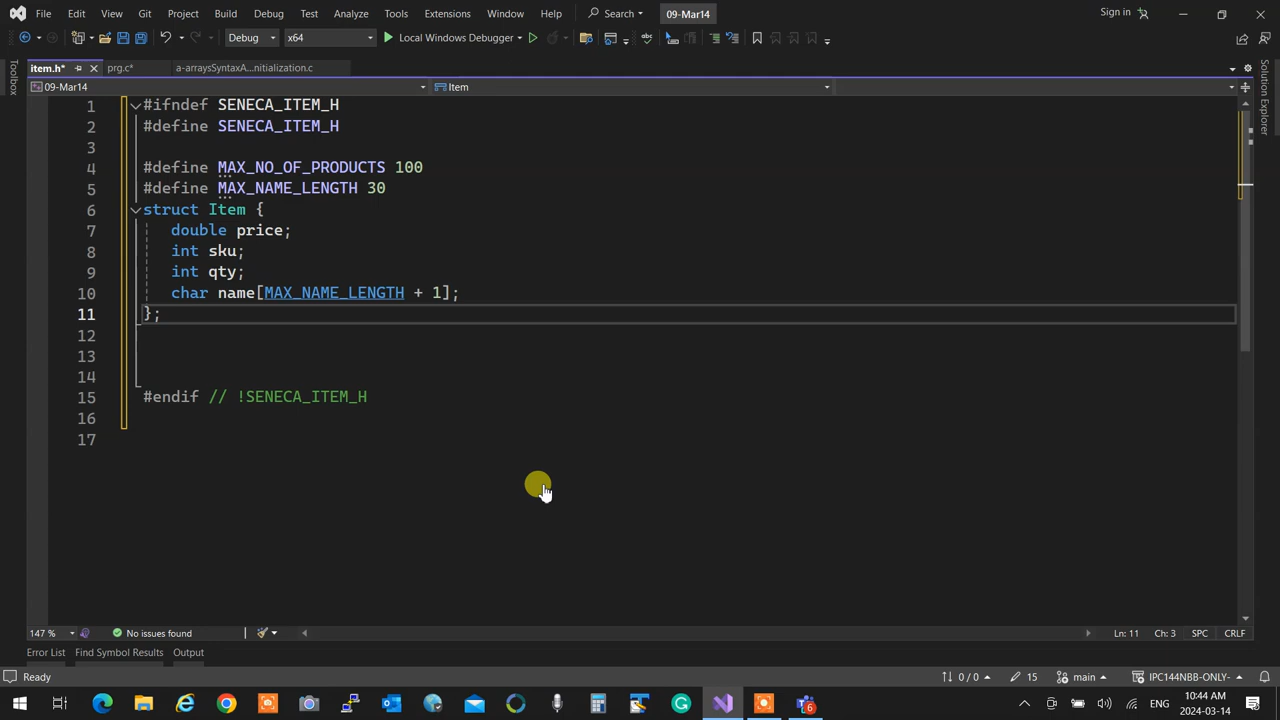 File Edit View Git Project Build Debug Test Analyze Tools Extensions Window Help Search 09-Mar14 Sign in
Debug x64 Local Windows Debugger
item.h* prg.c* a-arraysSyntaxA...nitialization.c
Toolbox
Solution Explorer
09-Mar14 Item
1 #ifndef SENECA_ITEM_H
2 #define SENECA_ITEM_H
3
4 #define MAX_NO_OF_PRODUCTS 100
5 #define MAX_NAME_LENGTH 30
6 struct Item {
7 double price;
8 int sku;
9 int qty;
10 char name[MAX_NAME_LENGTH + 1];
11 };
12
13
14
15 #endif // !SENECA_ITEM_H
16
17
147 % No issues found Ln: 11 Ch: 3 SPC CRLF
Error List Find Symbol Results Output
Ready 0 / 0 15 main IPC144NBB-ONLY-
6 ENG 10:44 AM
2024-03-14